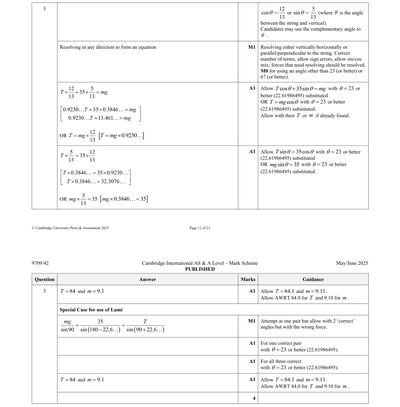 3
cosθ = 12/13 or sinθ = 5/13 (where θ is the angle
between the string and vertical).
Candidates may use the complementary angle to
θ.
Resolving in any direction to form an equation
M1
Resolving either vertically/horizontally or
parallel/perpendicular to the string. Correct
number of terms, allow sign errors, allow sin/cos
mix; forces that need resolving should be resolved.
M0 for using an angle other than 23 (or better) or
67 (or better).
T × 12/13 + 35 × 5/13 = mg
[0.9230...T + 35 × 0.3846... = mg
0.9230...T + 13.461... = mg]
OR T = mg × 12/13 [T = mg × 0.9230...]
A1
Allow T cosθ + 35 sinθ = mg with θ = 23 or
better (22.61986495) substituted
OR T = mg cosθ with θ = 23 or better
(22.61986495) substituted.
Allow with their T or m if already found.
T × 5/13 = 35 × 12/13
[T × 0.3846... = 35 × 0.9230...
T × 0.3846... = 32.3076...]
OR mg × 5/13 = 35 [mg × 0.3846... = 35]
A1
Allow T sinθ = 35 cosθ with θ = 23 or better
(22.61986495) substituted
OR mg sinθ = 35 with θ = 23 or better
(22.61986495) substituted.
© Cambridge University Press & Assessment 2025
Page 11 of 21
9709/42
Cambridge International AS & A Level – Mark Scheme
PUBLISHED
May/June 2025
Question Answer Marks Guidance
3
T = 84 and m = 9.1
A1
Allow T = 84.1 and m = 9.11.
Allow AWRT 84.0 for T and 9.10 for m.
Special Case for use of Lami
mg/sin90 = 35/sin(180 − 22.6...) = T/sin(90 + 22.6...)
M1
Attempt at one pair but allow with 2 'correct'
angles but with the wrong force.
A1
For one correct pair
with θ = 23 or better (22.61986495).
A1
For all three correct
with θ = 23 or better (22.61986495).
T = 84 and m = 9.1
A1
Allow T = 84.1 and m = 9.11.
Allow AWRT 84.0 for T and 9.10 for m.
4